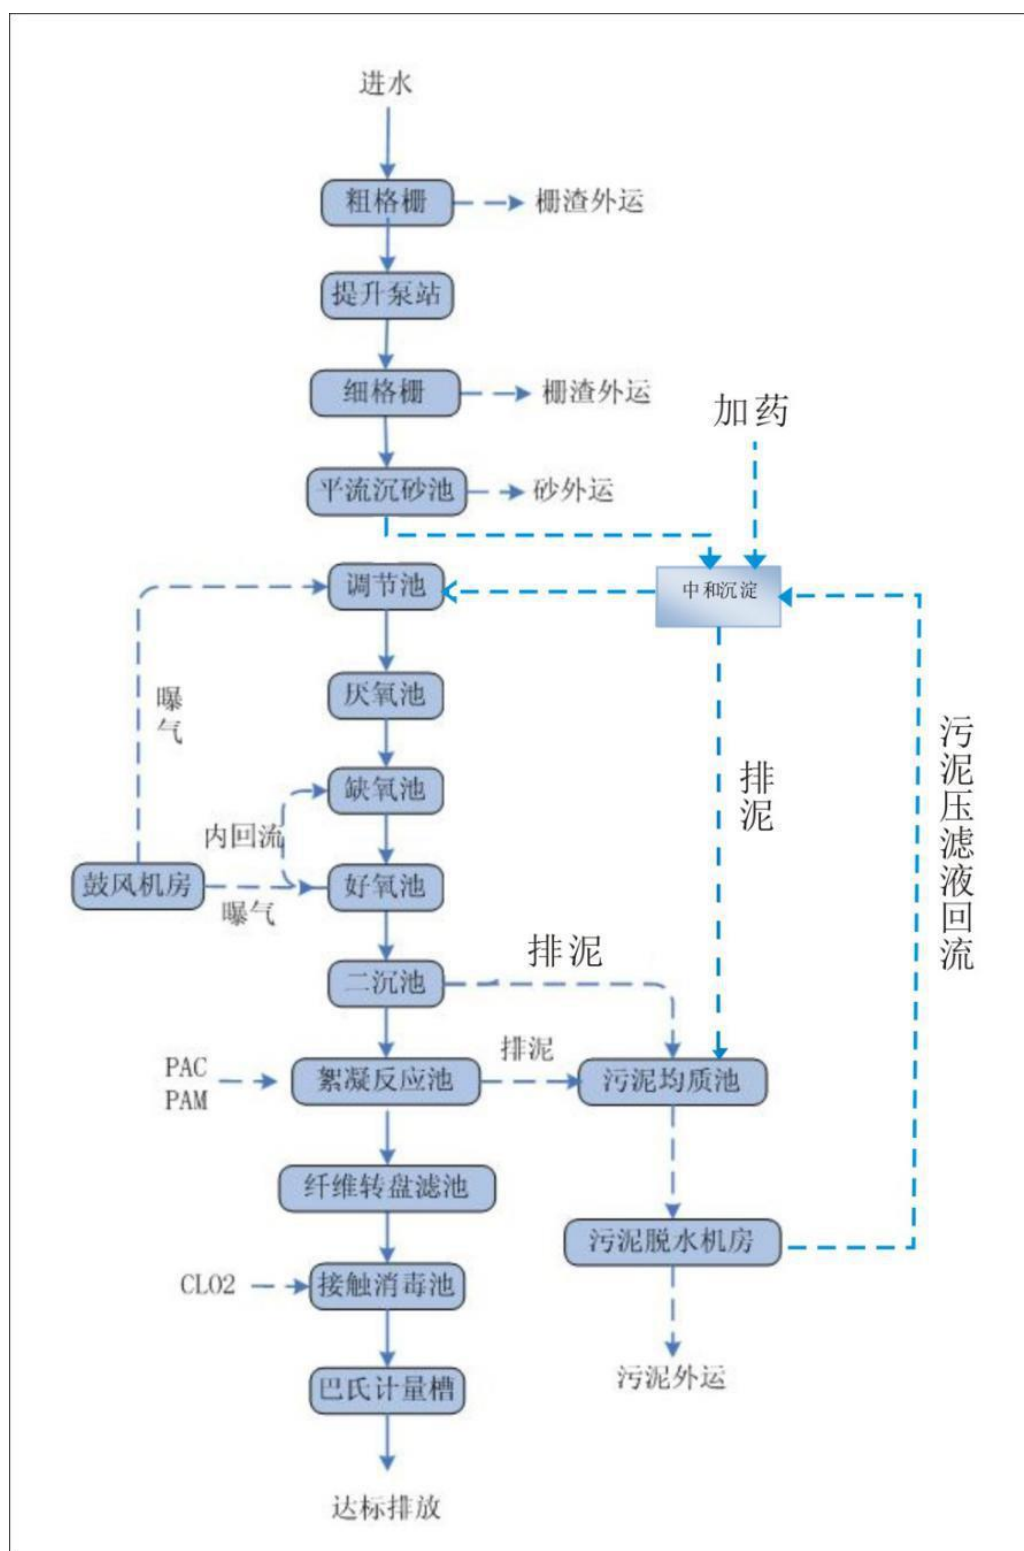 进水
粗格栅
栅渣外运
提升泵站
细格栅
栅渣外运
加药
平流沉砂池
砂外运
调节池
中和沉淀
厌氧池
曝气
缺氧池
排泥
污泥压滤液回流
内回流
鼓风机房
好氧池
曝气
排泥
二沉池
排泥
PAC
PAM
絮凝反应池
污泥均质池
纤维转盘滤池
污泥脱水机房
CLO2
接触消毒池
巴氏计量槽
污泥外运
达标排放